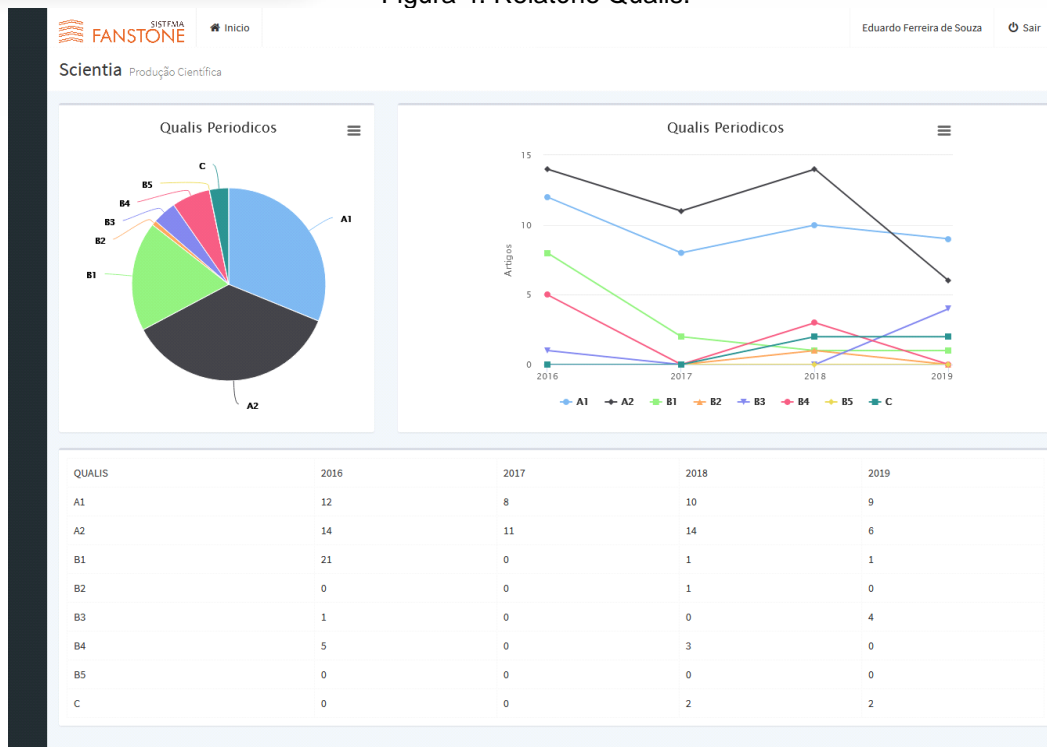 Figura 4. Relatório Qualis.
SISTEMA
FANSTONE
Inicio
Eduardo Ferreira de Souza
Sair
Scientia Produção Científica
Qualis Periodicos
C
B5
B4
B3
B2
B1
A1
A2
Qualis Periodicos
15
10
5
0
Artigos
2016 2017 2018 2019
A1 A2 B1 B2 B3 B4 B5 C
QUALIS 2016 2017 2018 2019
A1 12 8 10 9
A2 14 11 14 6
B1 21 0 1 1
B2 0 0 1 0
B3 1 0 0 4
B4 5 0 3 0
B5 0 0 0 0
C 0 0 2 2